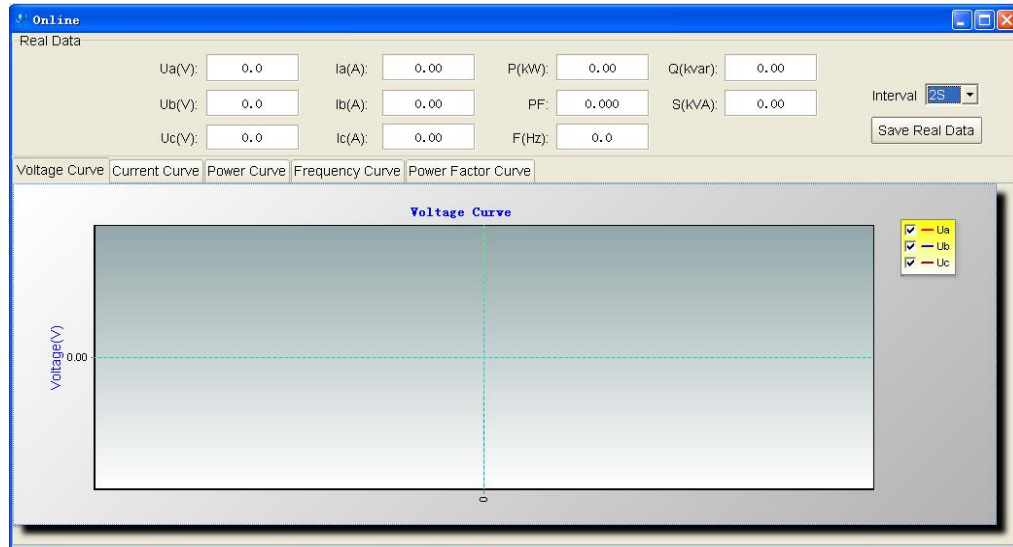 Online
Real Data
Ua(V): 0.0 Ia(A): 0.00 P(kW): 0.00 Q(kvar): 0.00
Ub(V): 0.0 Ib(A): 0.00 PF: 0.000 S(kVA): 0.00
Interval 2S
Uc(V): 0.0 Ic(A): 0.00 F(Hz): 0.0
Save Real Data
Voltage Curve Current Curve Power Curve Frequency Curve Power Factor Curve
Voltage Curve
Ua
Ub
Uc
Voltage(V)
0.00
0